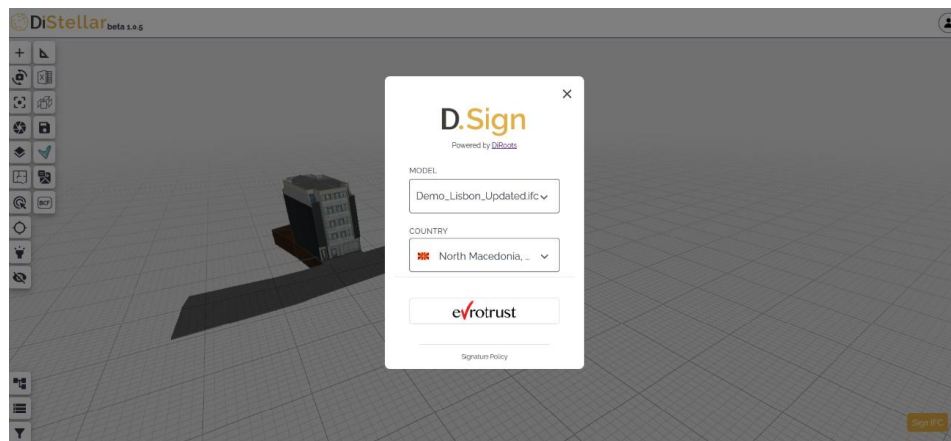 DiStellar beta 1.0.5
BCF
D.Sign
Powered by DiRoots
MODEL
Demo_Lisbon_Updated.ifc
COUNTRY
North Macedonia, ...
evrotrust
Signature Policy
Sign IFC